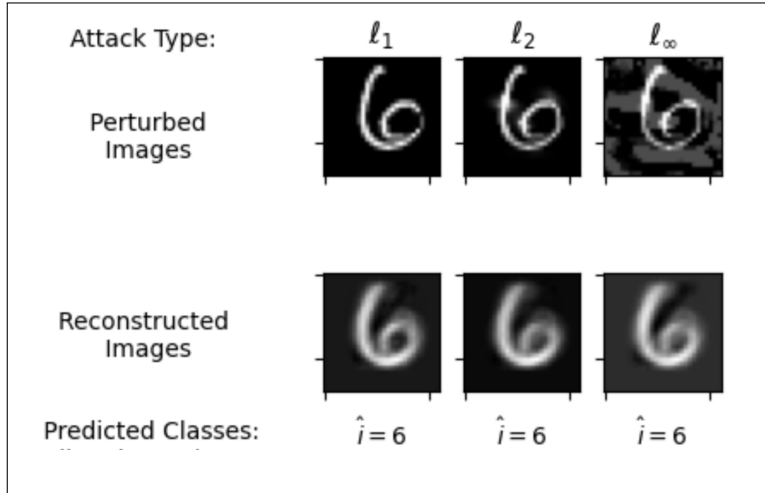 Attack Type: ℓ₁ ℓ₂ ℓ∞
Perturbed
Images
Reconstructed
Images
Predicted Classes: î = 6 î = 6 î = 6